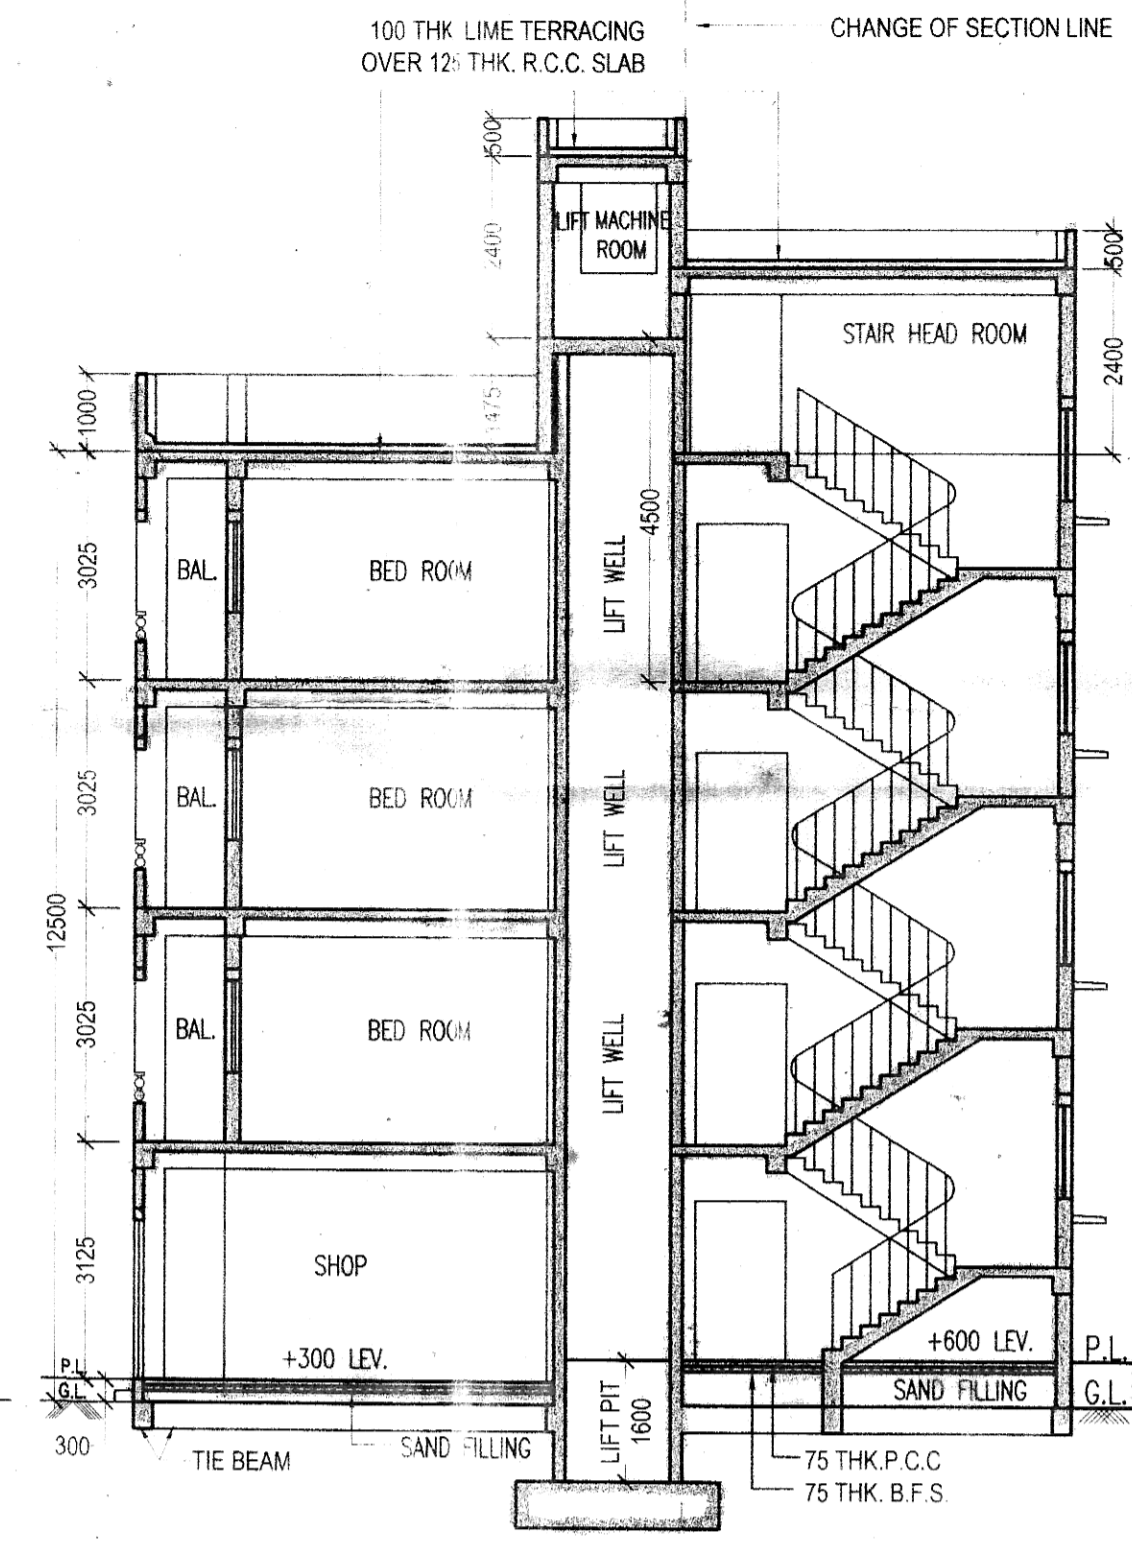 100 THK LIME TERRACING
OVER 125 THK. R.C.C. SLAB
CHANGE OF SECTION LINE
500
2400
1475
LIFT MACHINE
ROOM
500
2400
STAIR HEAD ROOM
1000
12500
3025
BAL.
BED ROOM
LIFT WELL
4500
3025
BAL.
BED ROOM
LIFT WELL
3025
BAL.
BED ROOM
LIFT WELL
3125
SHOP
+300 LEV.
P.L.
G.L.
300
TIE BEAM
SAND FILLING
LIFT PIT
1600
+600 LEV.
P.L.
SAND FILLING
G.L.
75 THK.P.C.C
75 THK. B.F.S.